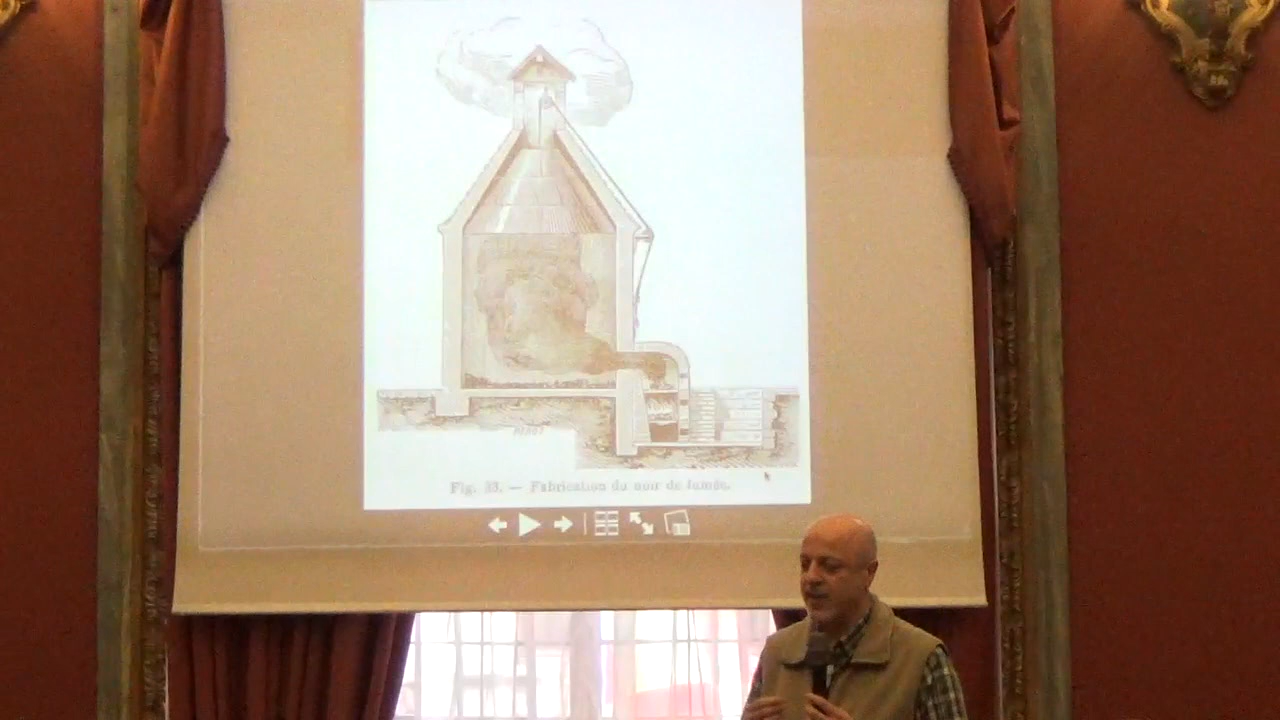 Fig. 33. — Fabrication du noir de fumée.